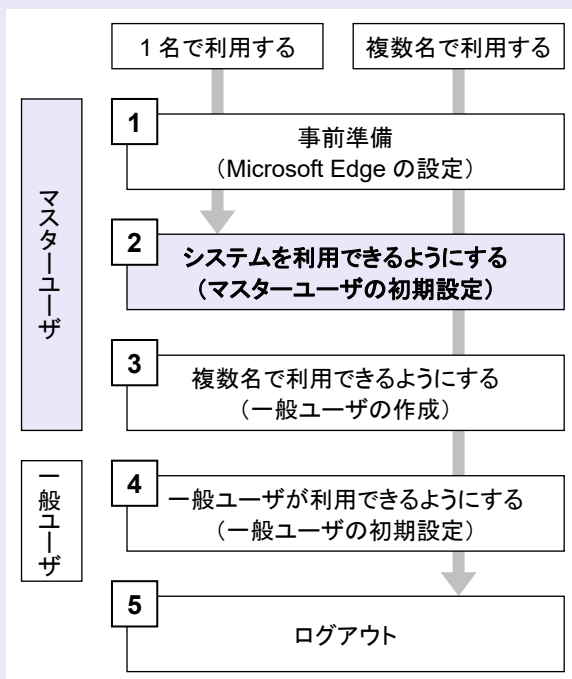 1 名で利用する
複数名で利用する
マスターユーザ
1
事前準備
（Microsoft Edge の設定）
2
システムを利用できるようにする
（マスターユーザの初期設定）
3
複数名で利用できるようにする
（一般ユーザの作成）
一般ユーザ
4
一般ユーザが利用できるようにする
（一般ユーザの初期設定）
5
ログアウト